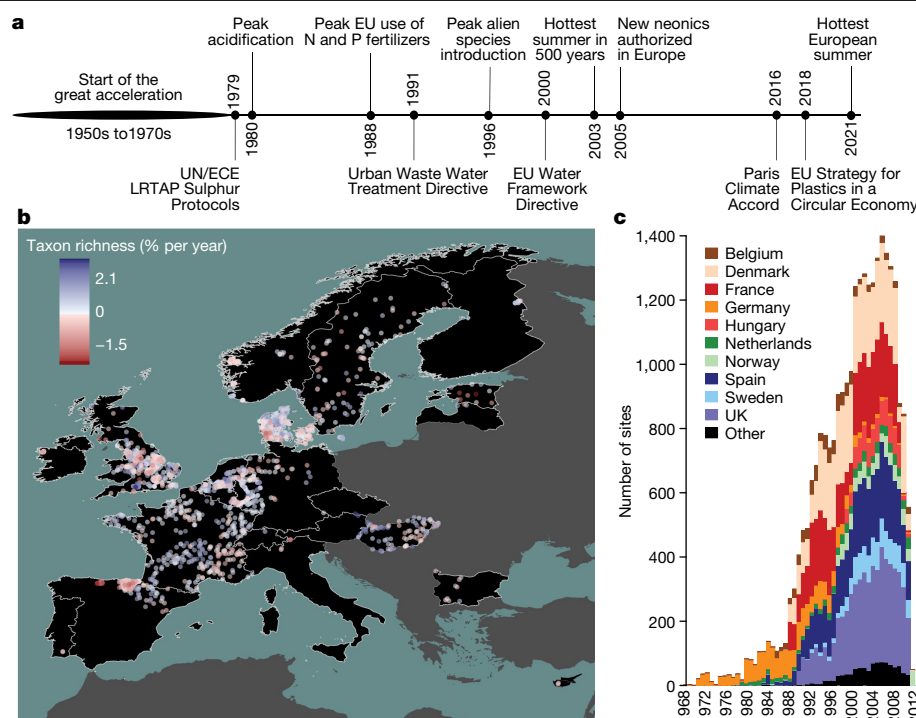 a
Peak
acidification
Peak EU use of
N and P fertilizers
Peak alien
species
introduction
Hottest
summer in
500 years
New neonics
authorized
in Europe
Hottest
European
summer
Start of the
great acceleration
1950s to1970s
1979
1980
1988
1991
1996
2000
2003
2005
2016
2018
2021
UN/ECE
LRTAP Sulphur
Protocols
Urban Waste Water
Treatment Directive
EU Water
Framework
Directive
Paris
Climate
Accord
EU Strategy for
Plastics in a
Circular Economy
b
Taxon richness (% per year)
2.1
0
−1.5
c
Number of sites
1,400
1,200
1,000
800
600
400
200
0
Belgium
Denmark
France
Germany
Hungary
Netherlands
Norway
Spain
Sweden
UK
Other
968
972
976
980
984
988
992
996
000
004
008
012